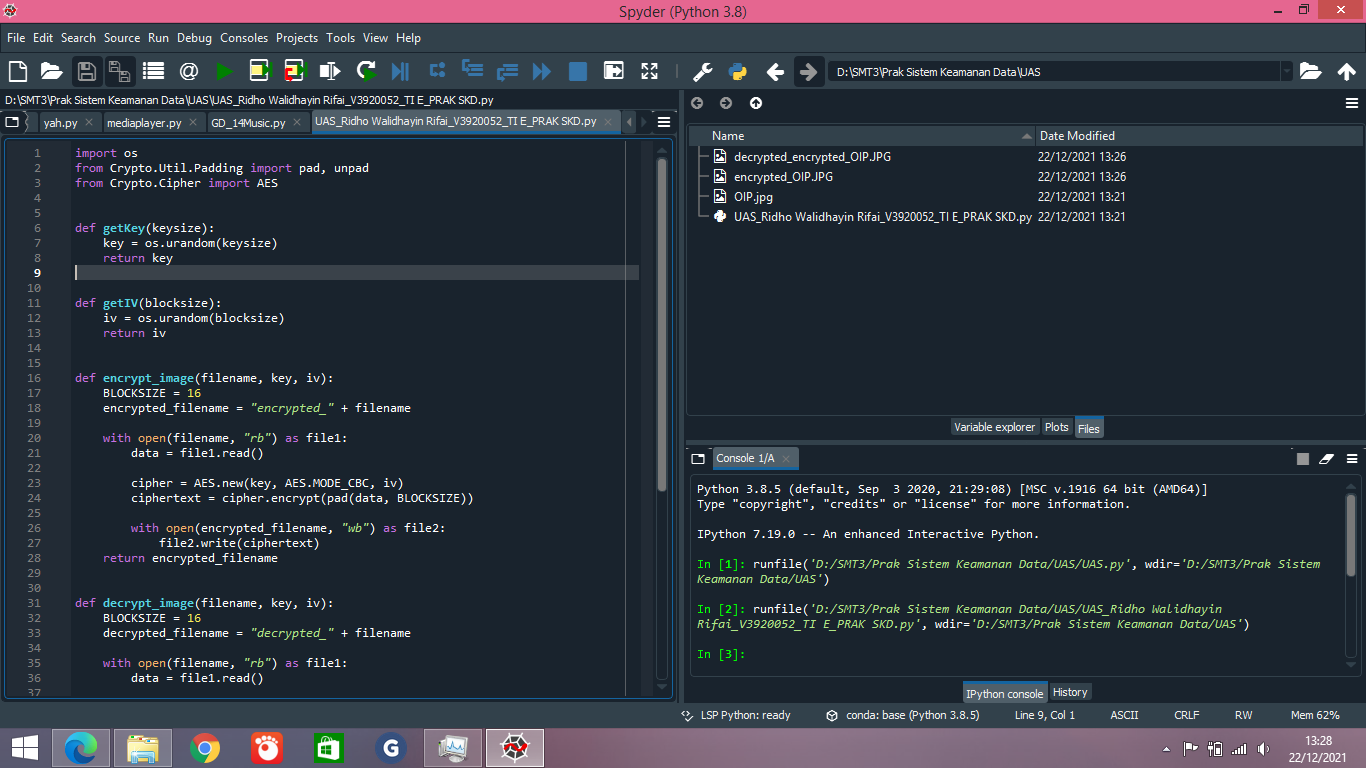 Spyder (Python 3.8)
File Edit Search Source Run Debug Consoles Projects Tools View Help
D:\SMT3\Prak Sistem Keamanan Data\UAS
D:\SMT3\Prak Sistem Keamanan Data\UAS\UAS_Ridho Walidhayin Rifai_V3920052_TI E_PRAK SKD.py
yah.py mediaplayer.py GD_14Music.py UAS_Ridho Walidhayin Rifai_V3920052_TI E_PRAK SKD.py
1 import os
2 from Crypto.Util.Padding import pad, unpad
3 from Crypto.Cipher import AES
4
5
6 def getKey(keysize):
7     key = os.urandom(keysize)
8     return key
9
10
11 def getIV(blocksize):
12     iv = os.urandom(blocksize)
13     return iv
14
15
16 def encrypt_image(filename, key, iv):
17     BLOCKSIZE = 16
18     encrypted_filename = "encrypted_" + filename
19
20     with open(filename, "rb") as file1:
21         data = file1.read()
22
23         cipher = AES.new(key, AES.MODE_CBC, iv)
24         ciphertext = cipher.encrypt(pad(data, BLOCKSIZE))
25
26         with open(encrypted_filename, "wb") as file2:
27             file2.write(ciphertext)
28     return encrypted_filename
29
30
31 def decrypt_image(filename, key, iv):
32     BLOCKSIZE = 16
33     decrypted_filename = "decrypted_" + filename
34
35     with open(filename, "rb") as file1:
36         data = file1.read()
37
Name Date Modified
decrypted_encrypted_OIP.JPG 22/12/2021 13:26
encrypted_OIP.JPG 22/12/2021 13:26
OIP.jpg 22/12/2021 13:21
UAS_Ridho Walidhayin Rifai_V3920052_TI E_PRAK SKD.py 22/12/2021 13:21
Variable explorer Plots Files
Console 1/A
Python 3.8.5 (default, Sep  3 2020, 21:29:08) [MSC v.1916 64 bit (AMD64)]
Type "copyright", "credits" or "license" for more information.
IPython 7.19.0 -- An enhanced Interactive Python.
In [1]: runfile('D:/SMT3/Prak Sistem Keamanan Data/UAS/UAS.py', wdir='D:/SMT3/Prak Sistem
Keamanan Data/UAS')
In [2]: runfile('D:/SMT3/Prak Sistem Keamanan Data/UAS/UAS_Ridho Walidhayin
Rifai_V3920052_TI E_PRAK SKD.py', wdir='D:/SMT3/Prak Sistem Keamanan Data/UAS')
In [3]:
IPython console History
LSP Python: ready conda: base (Python 3.8.5) Line 9, Col 1 ASCII CRLF RW Mem 62%
G
13:28
22/12/2021